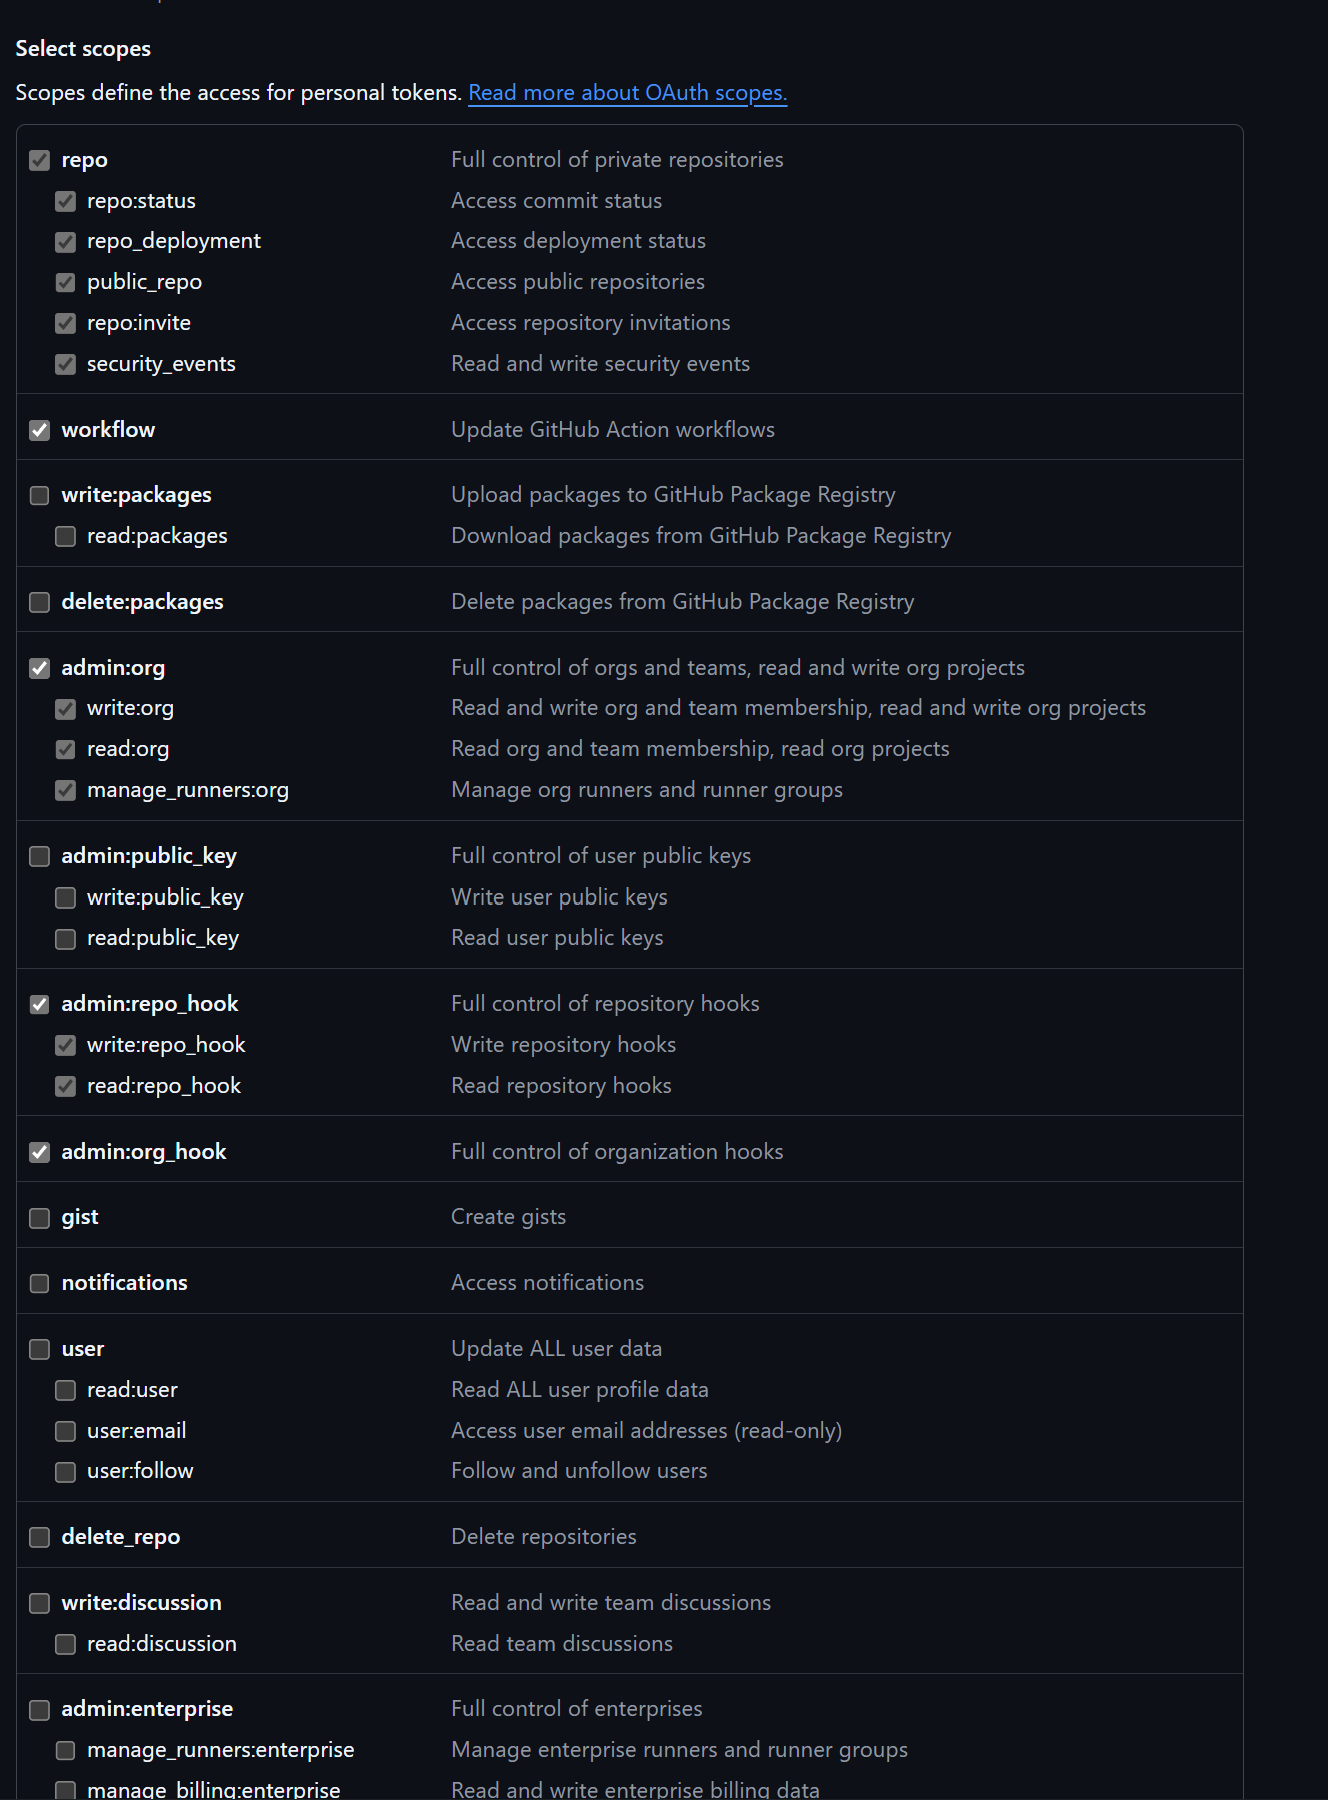 Select scopes
Scopes define the access for personal tokens. Read more about OAuth scopes.
repo Full control of private repositories
repo:status Access commit status
repo_deployment Access deployment status
public_repo Access public repositories
repo:invite Access repository invitations
security_events Read and write security events
workflow Update GitHub Action workflows
write:packages Upload packages to GitHub Package Registry
read:packages Download packages from GitHub Package Registry
delete:packages Delete packages from GitHub Package Registry
admin:org Full control of orgs and teams, read and write org projects
write:org Read and write org and team membership, read and write org projects
read:org Read org and team membership, read org projects
manage_runners:org Manage org runners and runner groups
admin:public_key Full control of user public keys
write:public_key Write user public keys
read:public_key Read user public keys
admin:repo_hook Full control of repository hooks
write:repo_hook Write repository hooks
read:repo_hook Read repository hooks
admin:org_hook Full control of organization hooks
gist Create gists
notifications Access notifications
user Update ALL user data
read:user Read ALL user profile data
user:email Access user email addresses (read-only)
user:follow Follow and unfollow users
delete_repo Delete repositories
write:discussion Read and write team discussions
read:discussion Read team discussions
admin:enterprise Full control of enterprises
manage_runners:enterprise Manage enterprise runners and runner groups
manage_billing:enterprise Read and write enterprise billing data